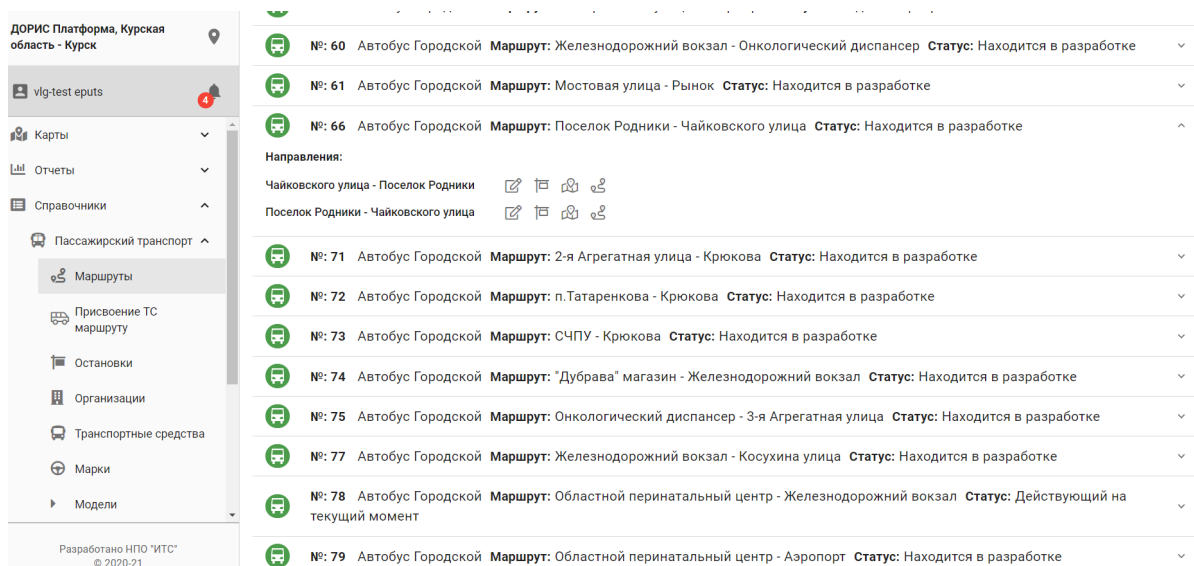 ДОРИС Платформа, Курская
область - Курск
vlg-test eputs
4
Карты
Отчеты
Справочники
Пассажирский транспорт
Маршруты
Присвоение ТС
маршруту
Остановки
Организации
Транспортные средства
Марки
Модели
Разработано НПО "ИТС"
© 2020-21
№: 60 Автобус Городской Маршрут: Железнодорожний вокзал - Онкологический диспансер Статус: Находится в разработке
№: 61 Автобус Городской Маршрут: Мостовая улица - Рынок Статус: Находится в разработке
№: 66 Автобус Городской Маршрут: Поселок Родники - Чайковского улица Статус: Находится в разработке
Направления:
Чайковского улица - Поселок Родники
Поселок Родники - Чайковского улица
№: 71 Автобус Городской Маршрут: 2-я Агрегатная улица - Крюкова Статус: Находится в разработке
№: 72 Автобус Городской Маршрут: п.Татаренкова - Крюкова Статус: Находится в разработке
№: 73 Автобус Городской Маршрут: СЧПУ - Крюкова Статус: Находится в разработке
№: 74 Автобус Городской Маршрут: "Дубрава" магазин - Железнодорожний вокзал Статус: Находится в разработке
№: 75 Автобус Городской Маршрут: Онкологический диспансер - 3-я Агрегатная улица Статус: Находится в разработке
№: 77 Автобус Городской Маршрут: Железнодорожний вокзал - Косухина улица Статус: Находится в разработке
№: 78 Автобус Городской Маршрут: Областной перинатальный центр - Железнодорожний вокзал Статус: Действующий на
текущий момент
№: 79 Автобус Городской Маршрут: Областной перинатальный центр - Аэропорт Статус: Находится в разработке